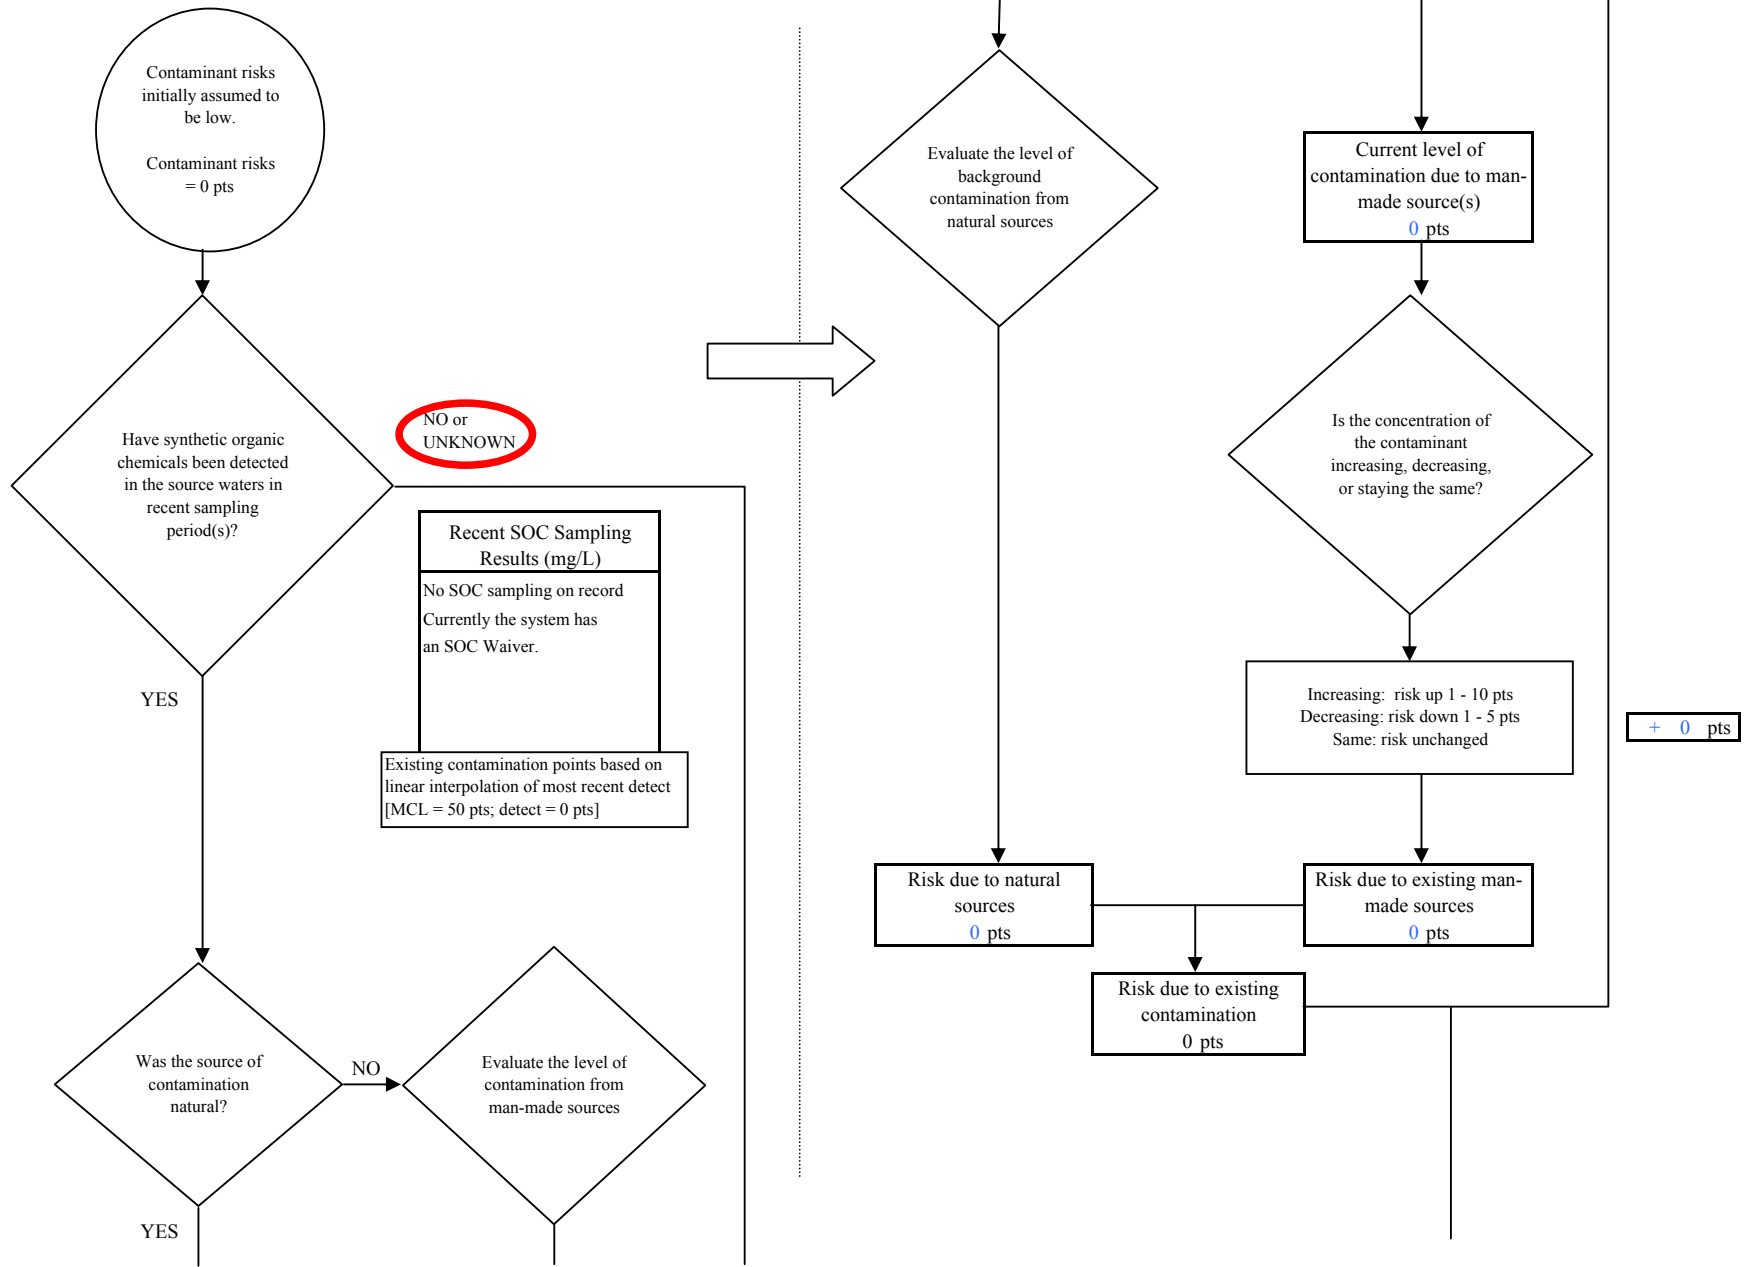 Contaminant risks
initially assumed to
be low.
Contaminant risks
= 0 pts
Have synthetic organic
chemicals been detected
in the source waters in
recent sampling
period(s)?
NO or
UNKNOWN
Recent SOC Sampling
Results (mg/L)
No SOC sampling on record
Currently the system has
an SOC Waiver.
Existing contamination points based on
linear interpolation of most recent detect
[MCL = 50 pts; detect = 0 pts]
YES
Was the source of
contamination
natural?
NO
Evaluate the level of
contamination from
man-made sources
YES
Evaluate the level of
background
contamination from
natural sources
Current level of
contamination due to man-
made source(s)
0 pts
Is the concentration of
the contaminant
increasing, decreasing,
or staying the same?
Increasing: risk up 1 - 10 pts
Decreasing: risk down 1 - 5 pts
Same: risk unchanged
+ 0 pts
Risk due to natural
sources
0 pts
Risk due to existing man-
made sources
0 pts
Risk due to existing
contamination
0 pts